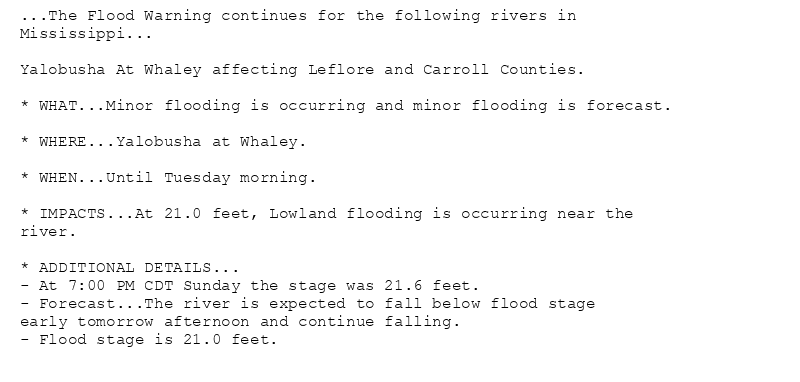 ...The Flood Warning continues for the following rivers in
Mississippi...
Yalobusha At Whaley affecting Leflore and Carroll Counties.
* WHAT...Minor flooding is occurring and minor flooding is forecast.
* WHERE...Yalobusha at Whaley.
* WHEN...Until Tuesday morning.
* IMPACTS...At 21.0 feet, Lowland flooding is occurring near the
river.
* ADDITIONAL DETAILS...
- At 7:00 PM CDT Sunday the stage was 21.6 feet.
- Forecast...The river is expected to fall below flood stage
early tomorrow afternoon and continue falling.
- Flood stage is 21.0 feet.